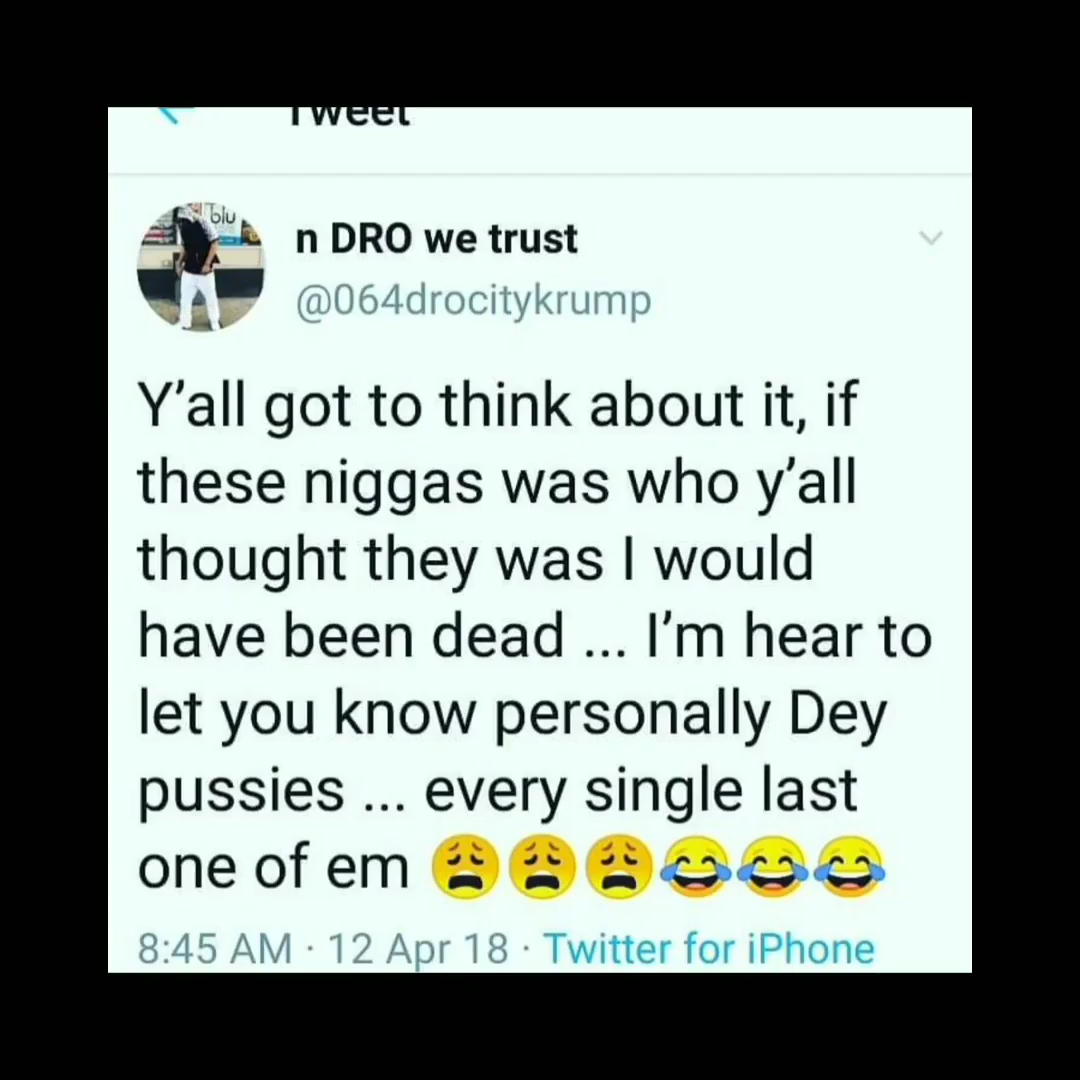 Tweet
blu
n DRO we trust
@064drocitykrump
Y'all got to think about it, if
these niggas was who y'all
thought they was I would
have been dead ... I'm hear to
let you know personally Dey
pussies ... every single last
one of em 😩😩😩😂😂😂
8:45 AM · 12 Apr 18 · Twitter for iPhone